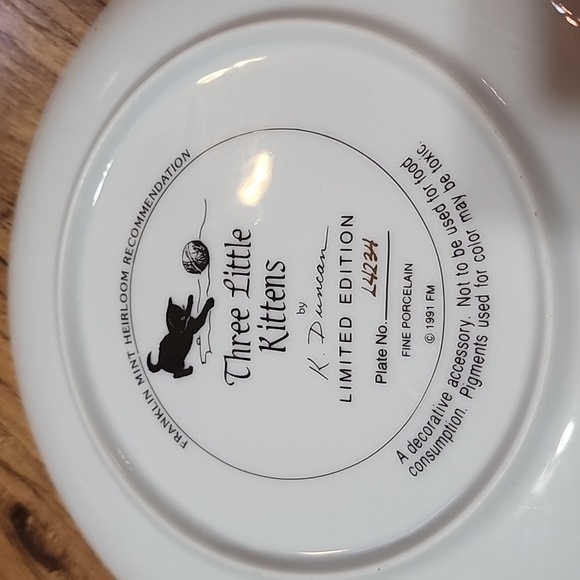 FRANKLIN MINT HEIRLOOM RECOMMENDATION
Three Little
Kittens
by
K. Duncan
LIMITED EDITION
Plate No. L4234
FINE PORCELAIN
© 1991 FM
A decorative accessory. Not to be used for food
consumption. Pigments used for color may be toxic.